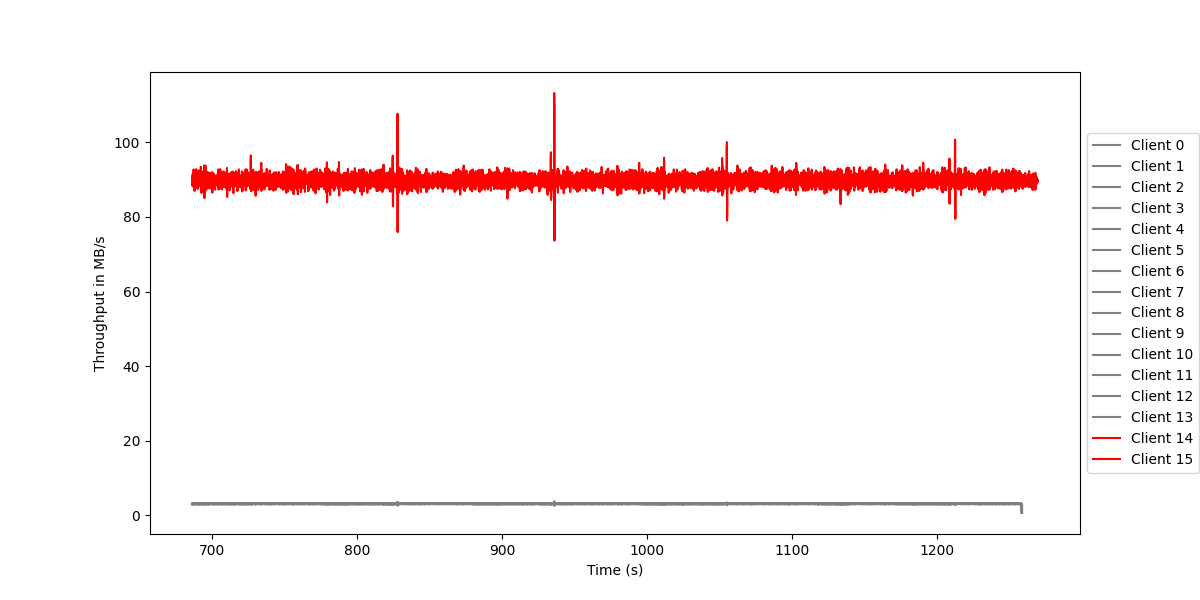 Throughput in MB/s
100
80
60
40
20
0
700 800 900 1000 1100 1200
Time (s)
Client 0
Client 1
Client 2
Client 3
Client 4
Client 5
Client 6
Client 7
Client 8
Client 9
Client 10
Client 11
Client 12
Client 13
Client 14
Client 15